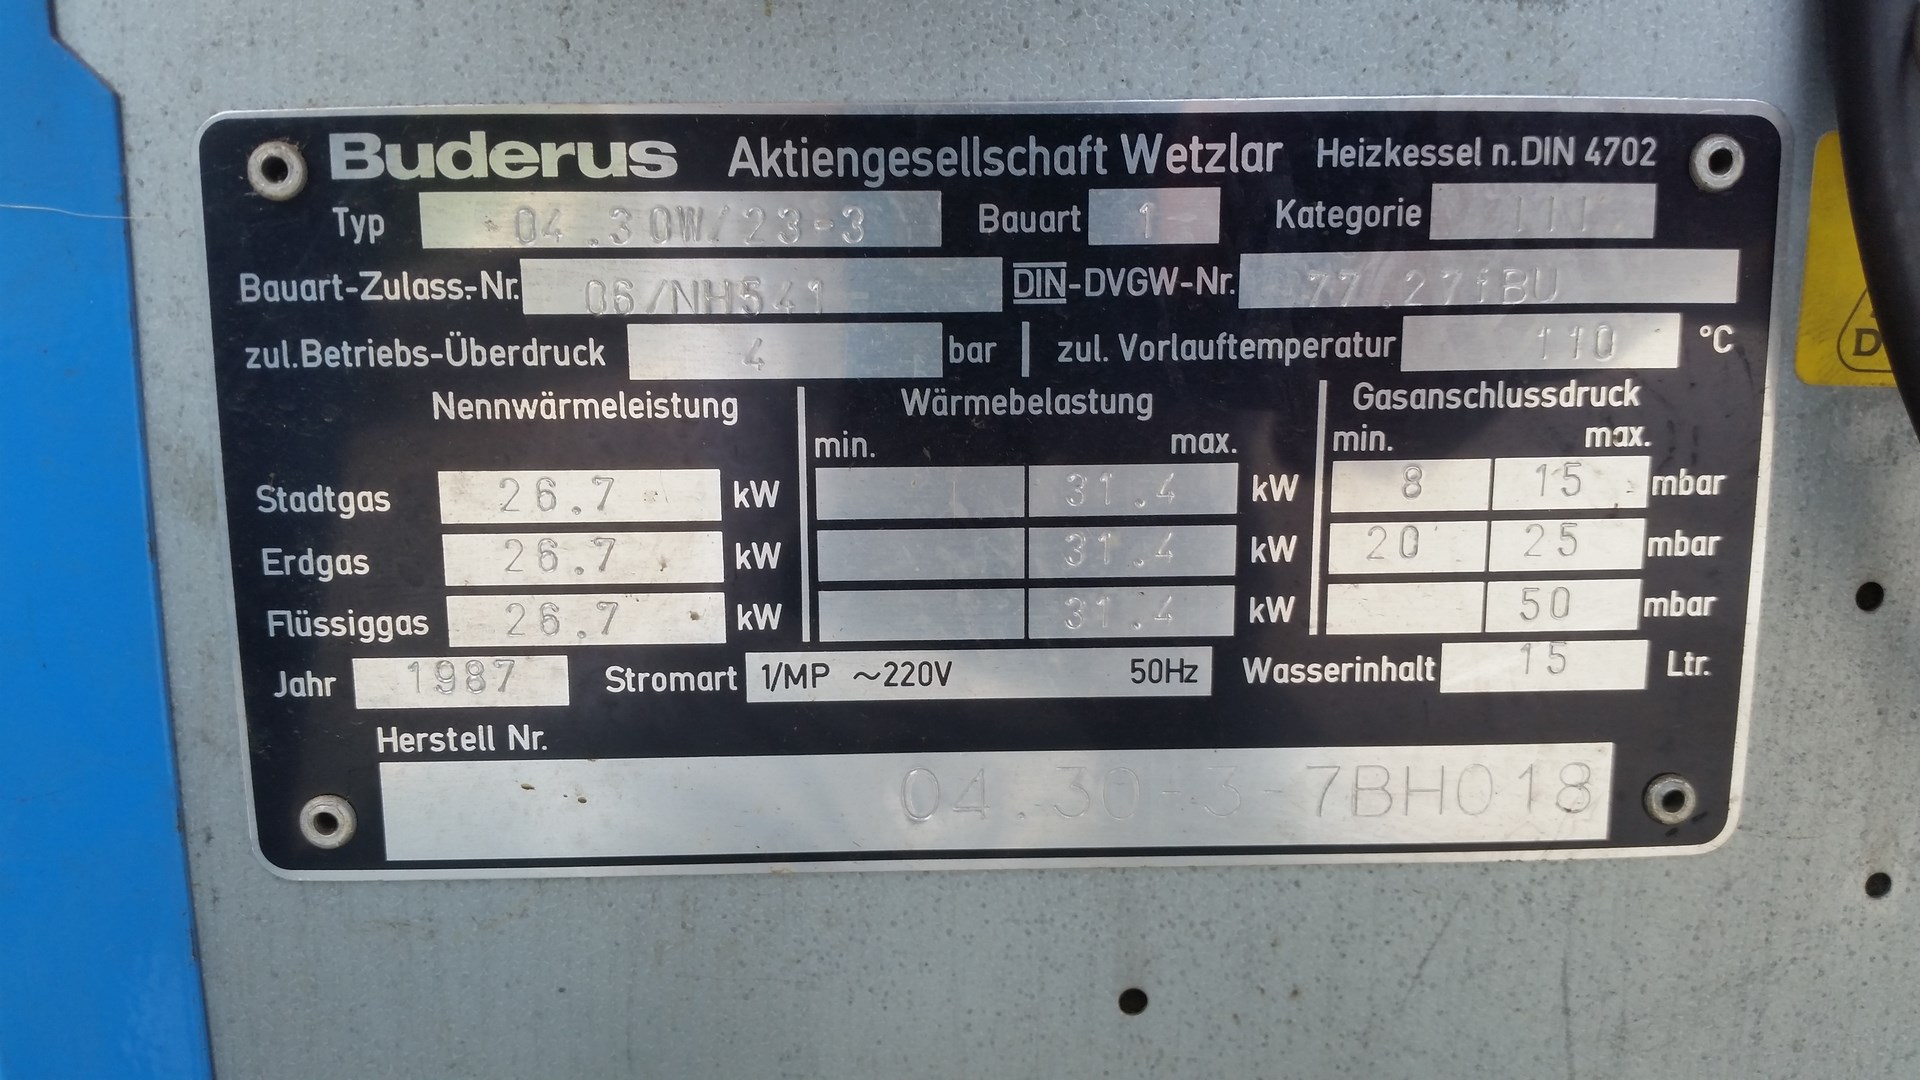 Buderus Aktiengesellschaft Wetzlar Heizkessel n. DIN 4702
Typ 04.30W/23-3 Bauart 1 Kategorie III
Bauart-Zulass.-Nr. 06/NH541 DIN-DVGW-Nr. 77.271BU
zul. Betriebs-Überdruck 4 bar zul. Vorlauftemperatur 110 °C
Nennwärmeleistung Wärmebelastung Gasanschlussdruck
min. max. min. max.
Stadtgas 26.7 kW 31.4 kW 8 15 mbar
Erdgas 26.7 kW 31.4 kW 20 25 mbar
Flüssiggas 26.7 kW 31.4 kW 50 mbar
Jahr 1987 Stromart 1/MP ~220V 50Hz Wasserinhalt 15 Ltr.
Herstell Nr.
04.30-3-7BH018